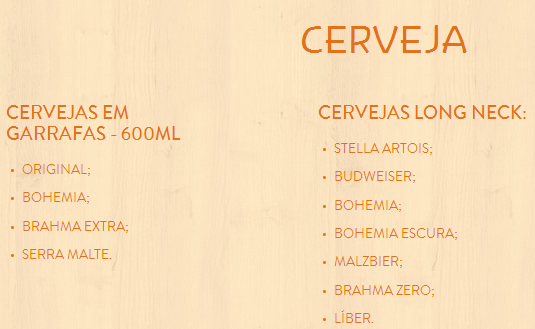 CERVEJA
CERVEJAS EM
GARRAFAS - 600ML
• ORIGINAL;
• BOHEMIA;
• BRAHMA EXTRA;
• SERRA MALTE.
CERVEJAS LONG NECK:
• STELLA ARTOIS;
• BUDWEISER;
• BOHEMIA;
• BOHEMIA ESCURA;
• MALZBIER;
• BRAHMA ZERO;
• LÍBER.